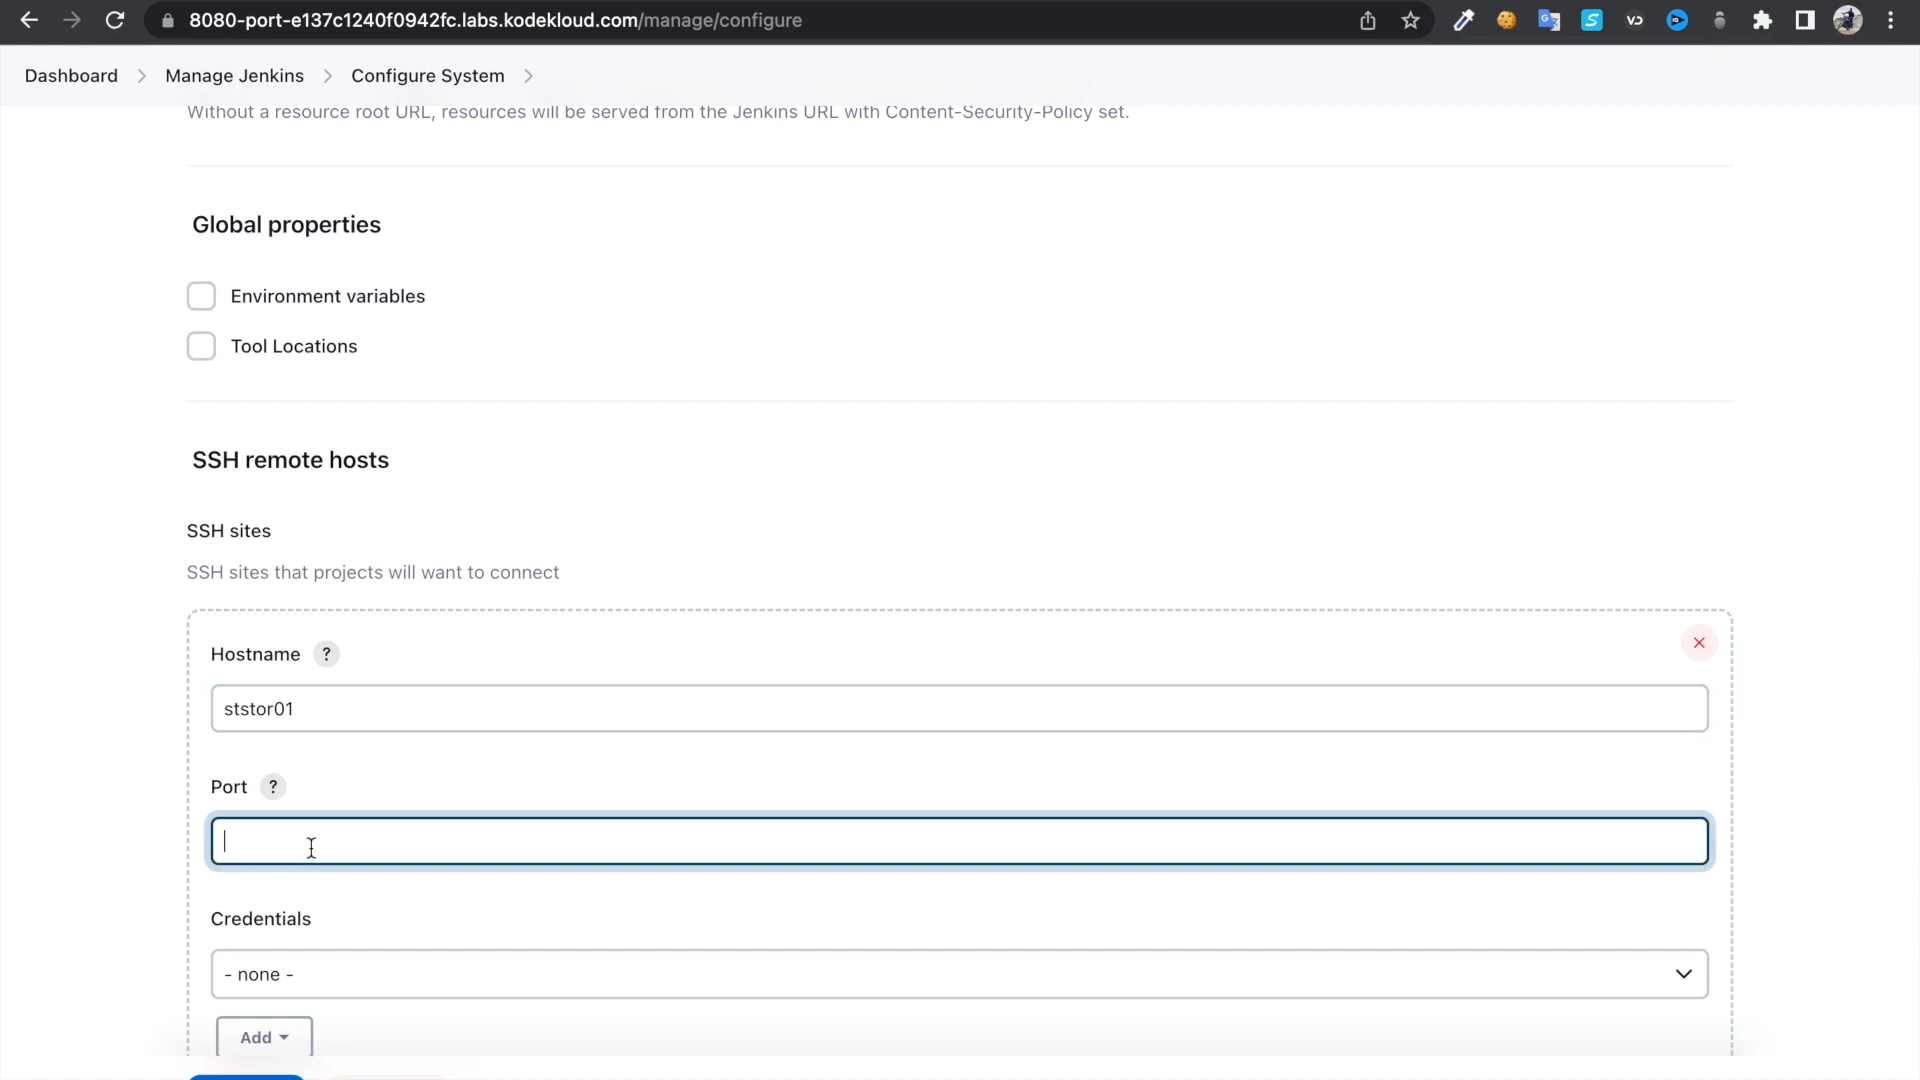 8080-port-e137c1240f0942fc.labs.kodekloud.com/manage/configure
Dashboard > Manage Jenkins > Configure System >
Without a resource root URL, resources will be served from the Jenkins URL with Content-Security-Policy set.
Global properties
Environment variables
Tool Locations
SSH remote hosts
SSH sites
SSH sites that projects will want to connect
Hostname ?
ststor01
Port ?
Credentials
- none -
Add